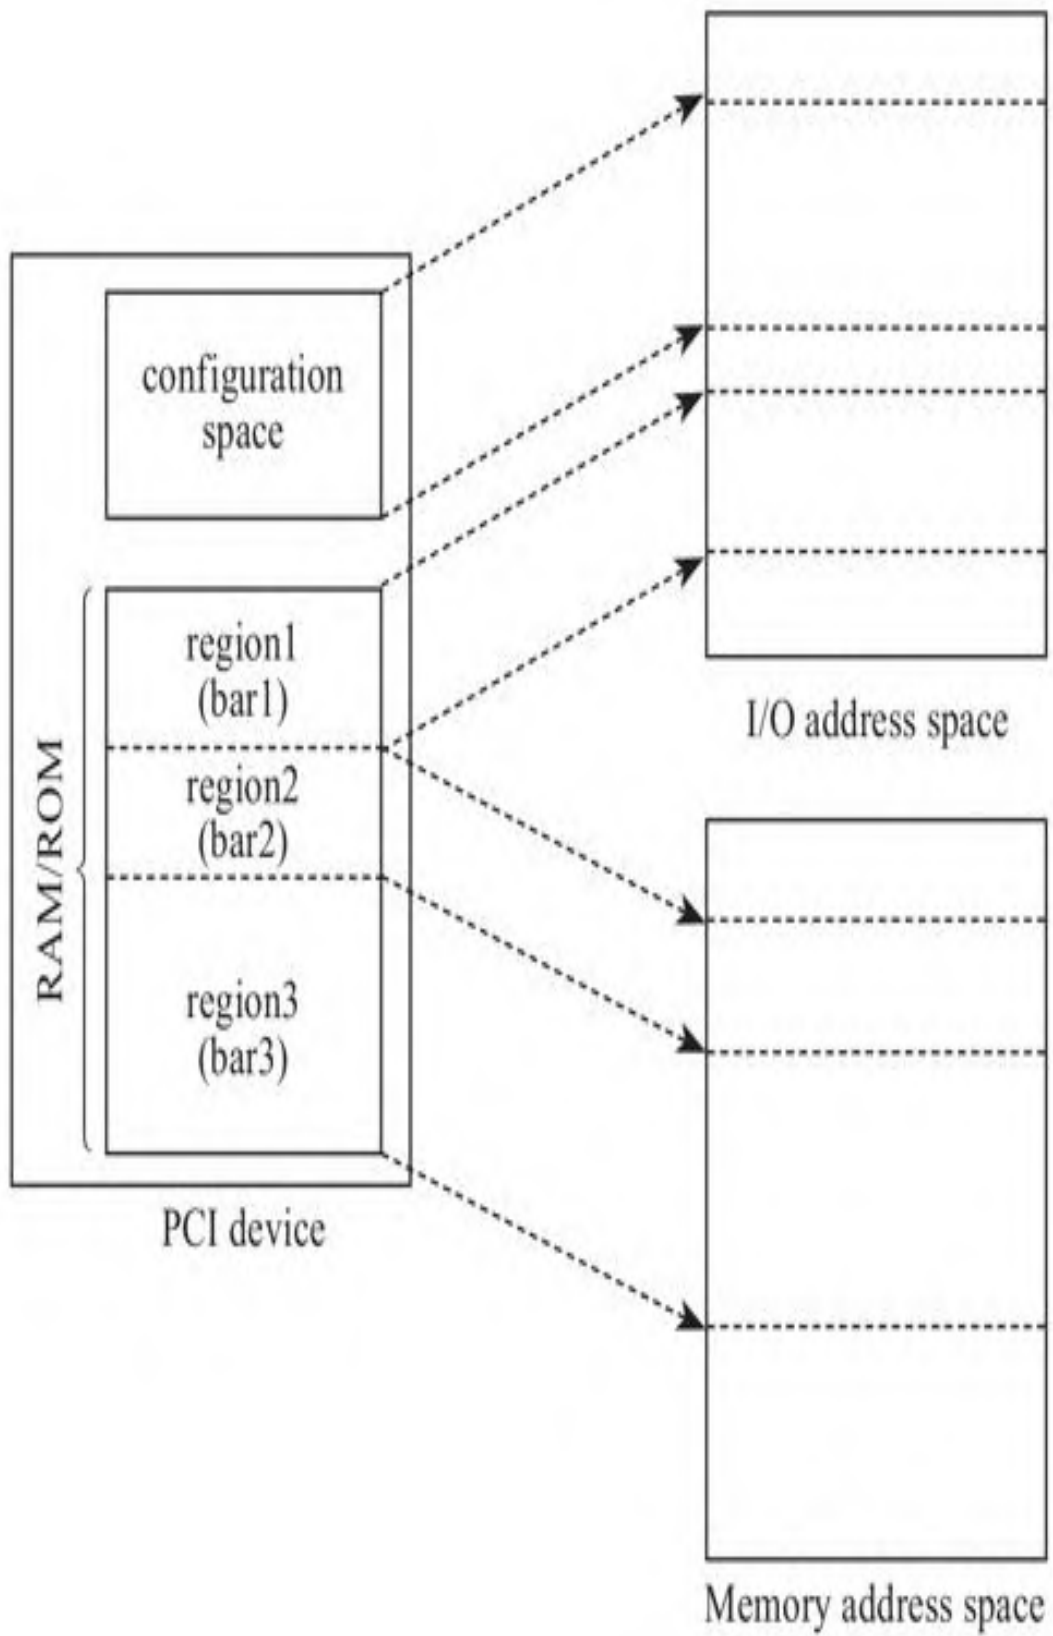 configuration
space
region1
(bar1)
region2
(bar2)
region3
(bar3)
RAM/ROM
PCI device
I/O address space
Memory address space